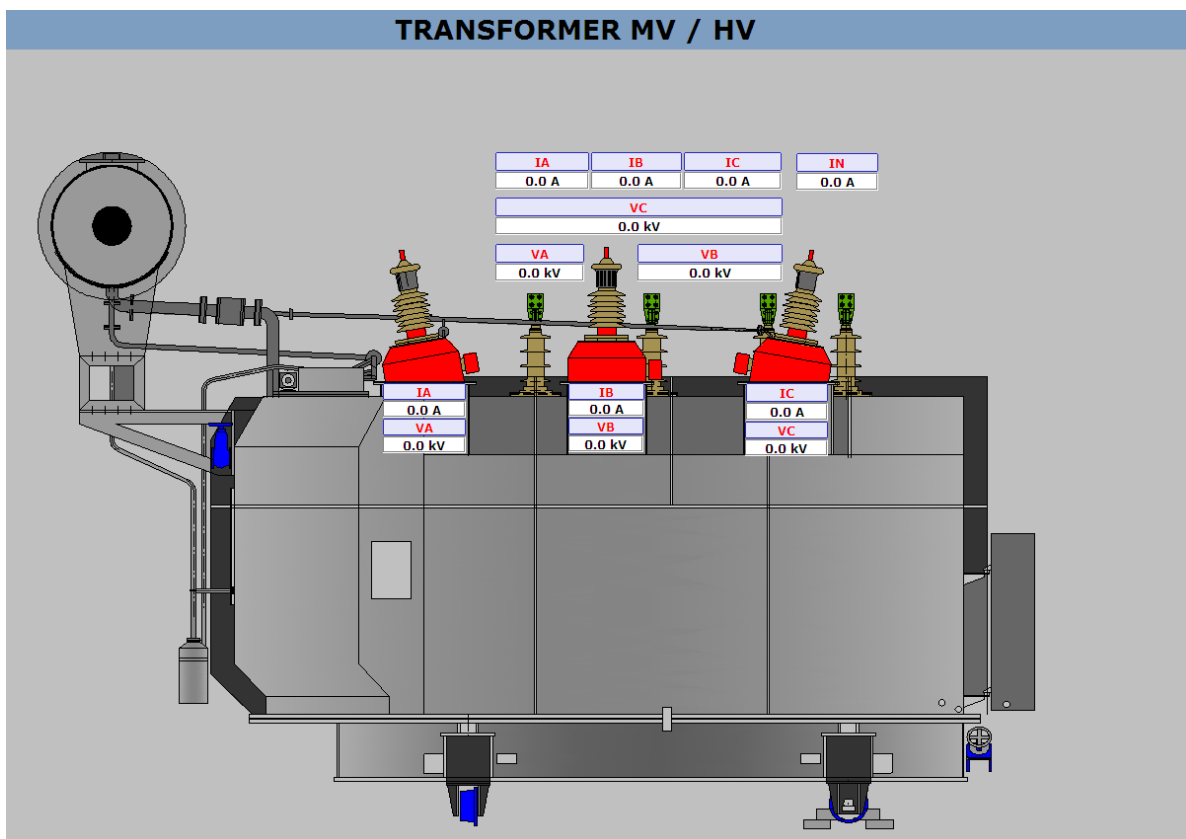 TRANSFORMER MV / HV
IA IB IC IN
0.0 A 0.0 A 0.0 A 0.0 A
VC
0.0 kV
VA VB
0.0 kV 0.0 kV
IA IB IC
0.0 A 0.0 A 0.0 A
VA VB VC
0.0 kV 0.0 kV 0.0 kV